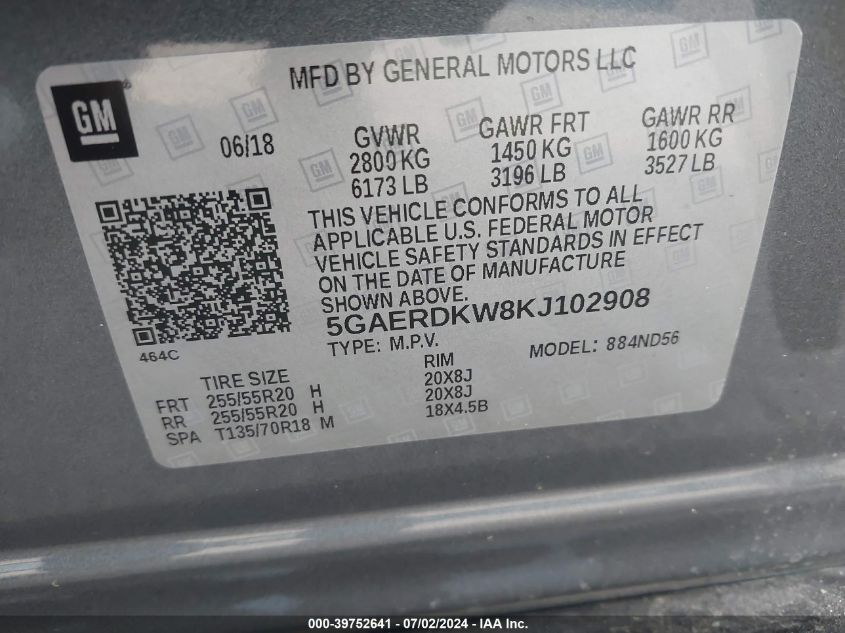 GM
MFD BY GENERAL MOTORS LLC
06/18
GVWR
2800 KG
6173 LB
GAWR FRT
1450 KG
3196 LB
GAWR RR
1600 KG
3527 LB
THIS VEHICLE CONFORMS TO ALL
APPLICABLE U.S. FEDERAL MOTOR
VEHICLE SAFETY STANDARDS IN EFFECT
ON THE DATE OF MANUFACTURE
SHOWN ABOVE.
5GAERDKW8KJ102908
464C
TYPE: M.P.V. MODEL: 884ND56
TIRE SIZE RIM
FRT 255/55R20 H 20X8J
RR 255/55R20 H 20X8J
SPA T135/70R18 M 18X4.5B
000-39752641 - 07/02/2024 - IAA Inc.